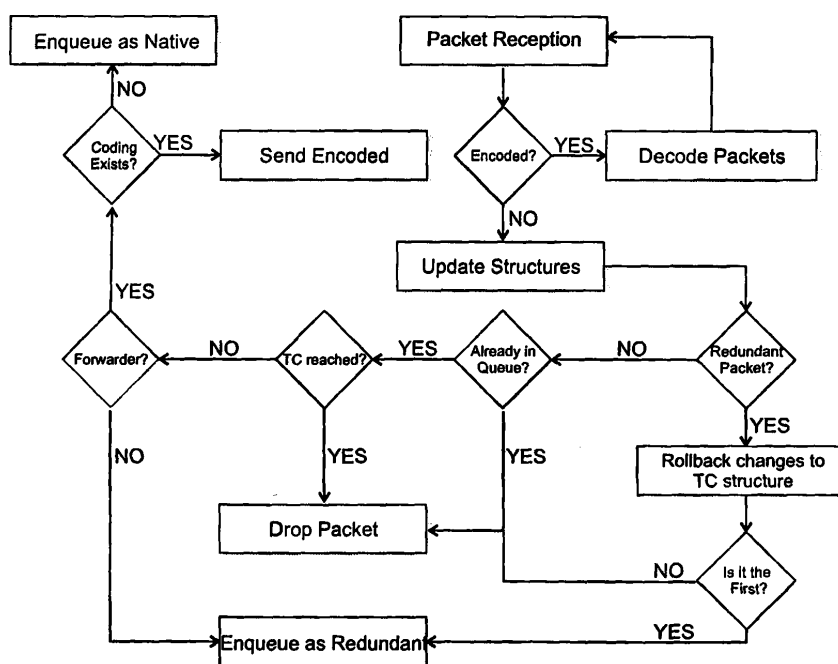 Enqueue as Native
Packet Reception
NO
Coding
Exists?
YES
Send Encoded
Encoded?
YES
Decode Packets
NO
Update Structures
YES
Forwarder?
NO
TC reached?
YES
Already in
Queue?
NO
Redundant
Packet?
YES
NO
YES
YES
Rollback changes to
TC structure
Drop Packet
NO
Is it the
First?
YES
Enqueue as Redundant